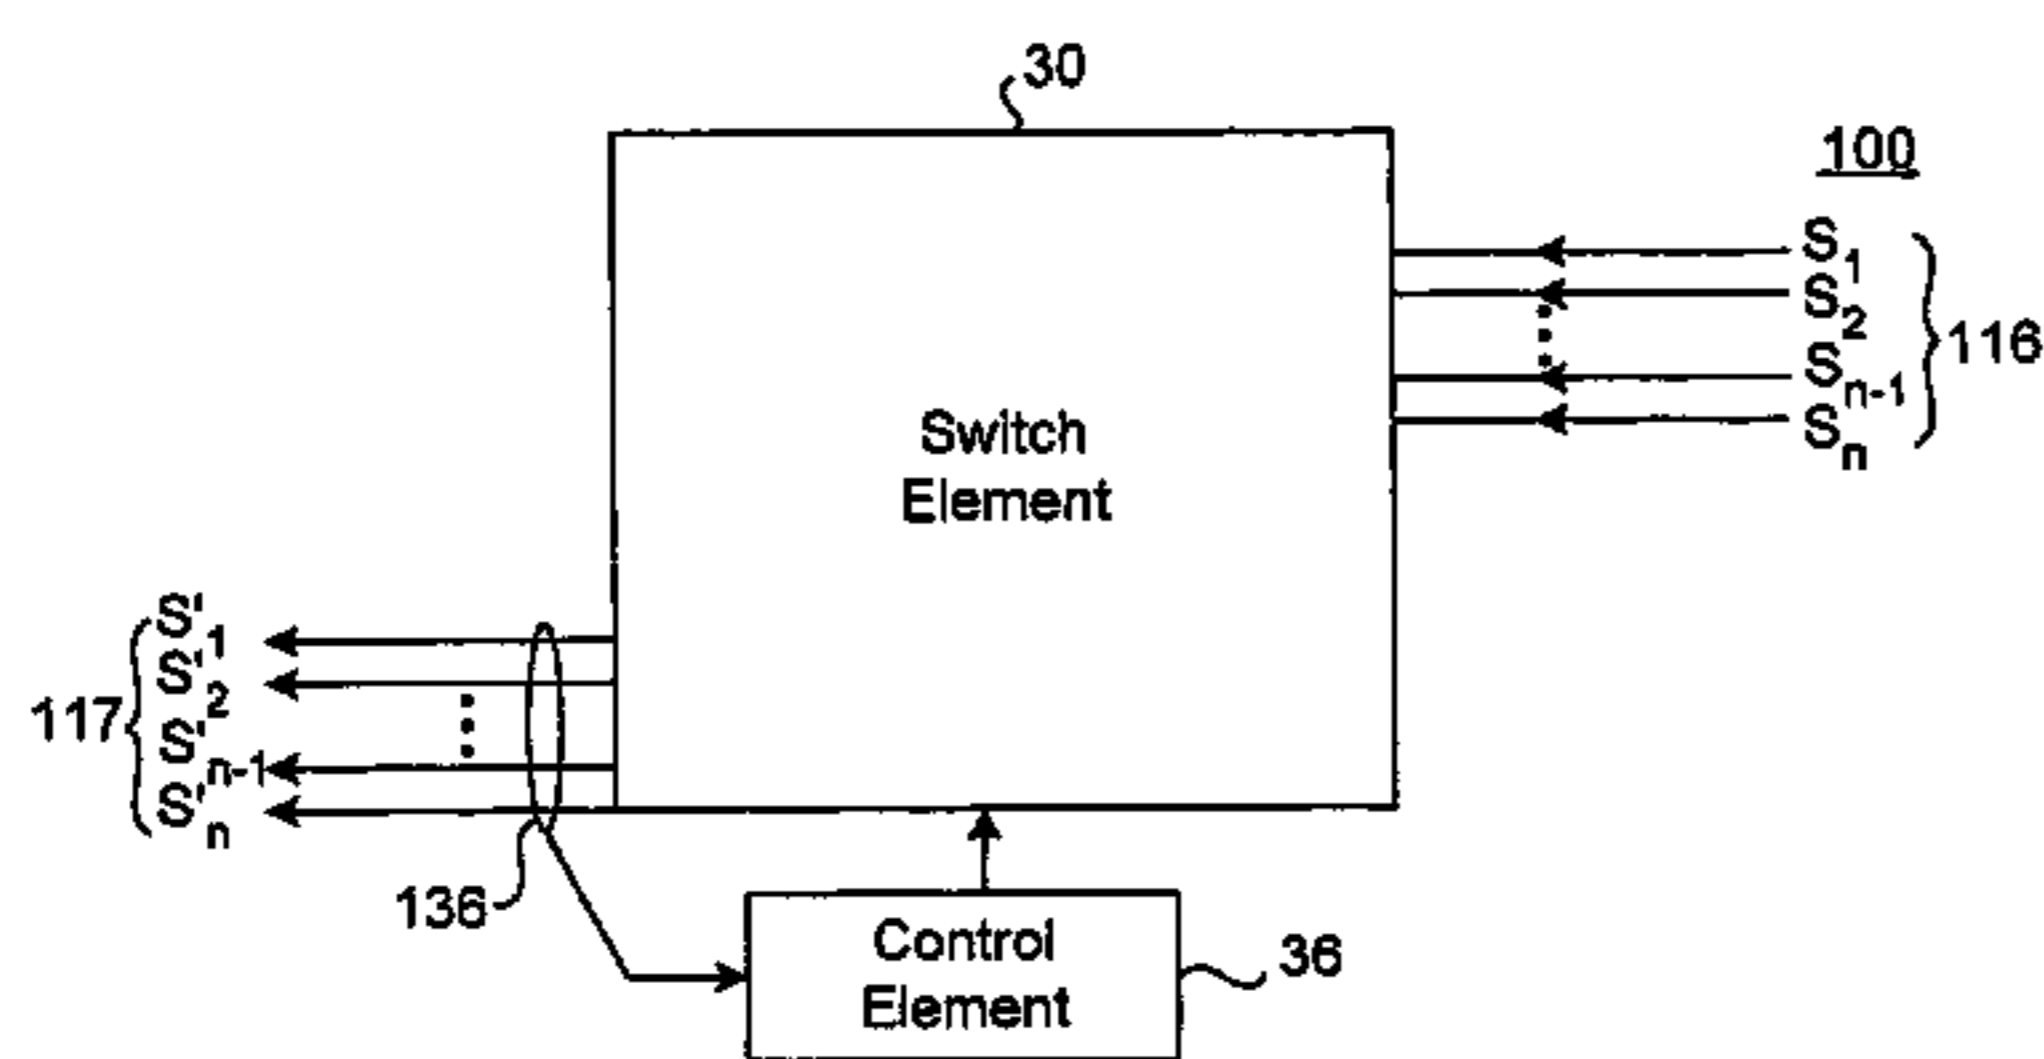 30
100
S1
S2
Sn-1
Sn
116
Switch
Element
S'1
S'2
S'n-1
S'n
117
136
Control
Element
36